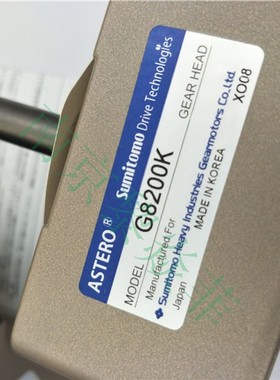 ASTERO® Sumitomo Drive Technologies
MODEL G8200K GEAR HEAD
Manufactured For
Sumitomo Heavy Industries Gearmotors Co.,Ltd.
Japan MADE IN KOREA XO08